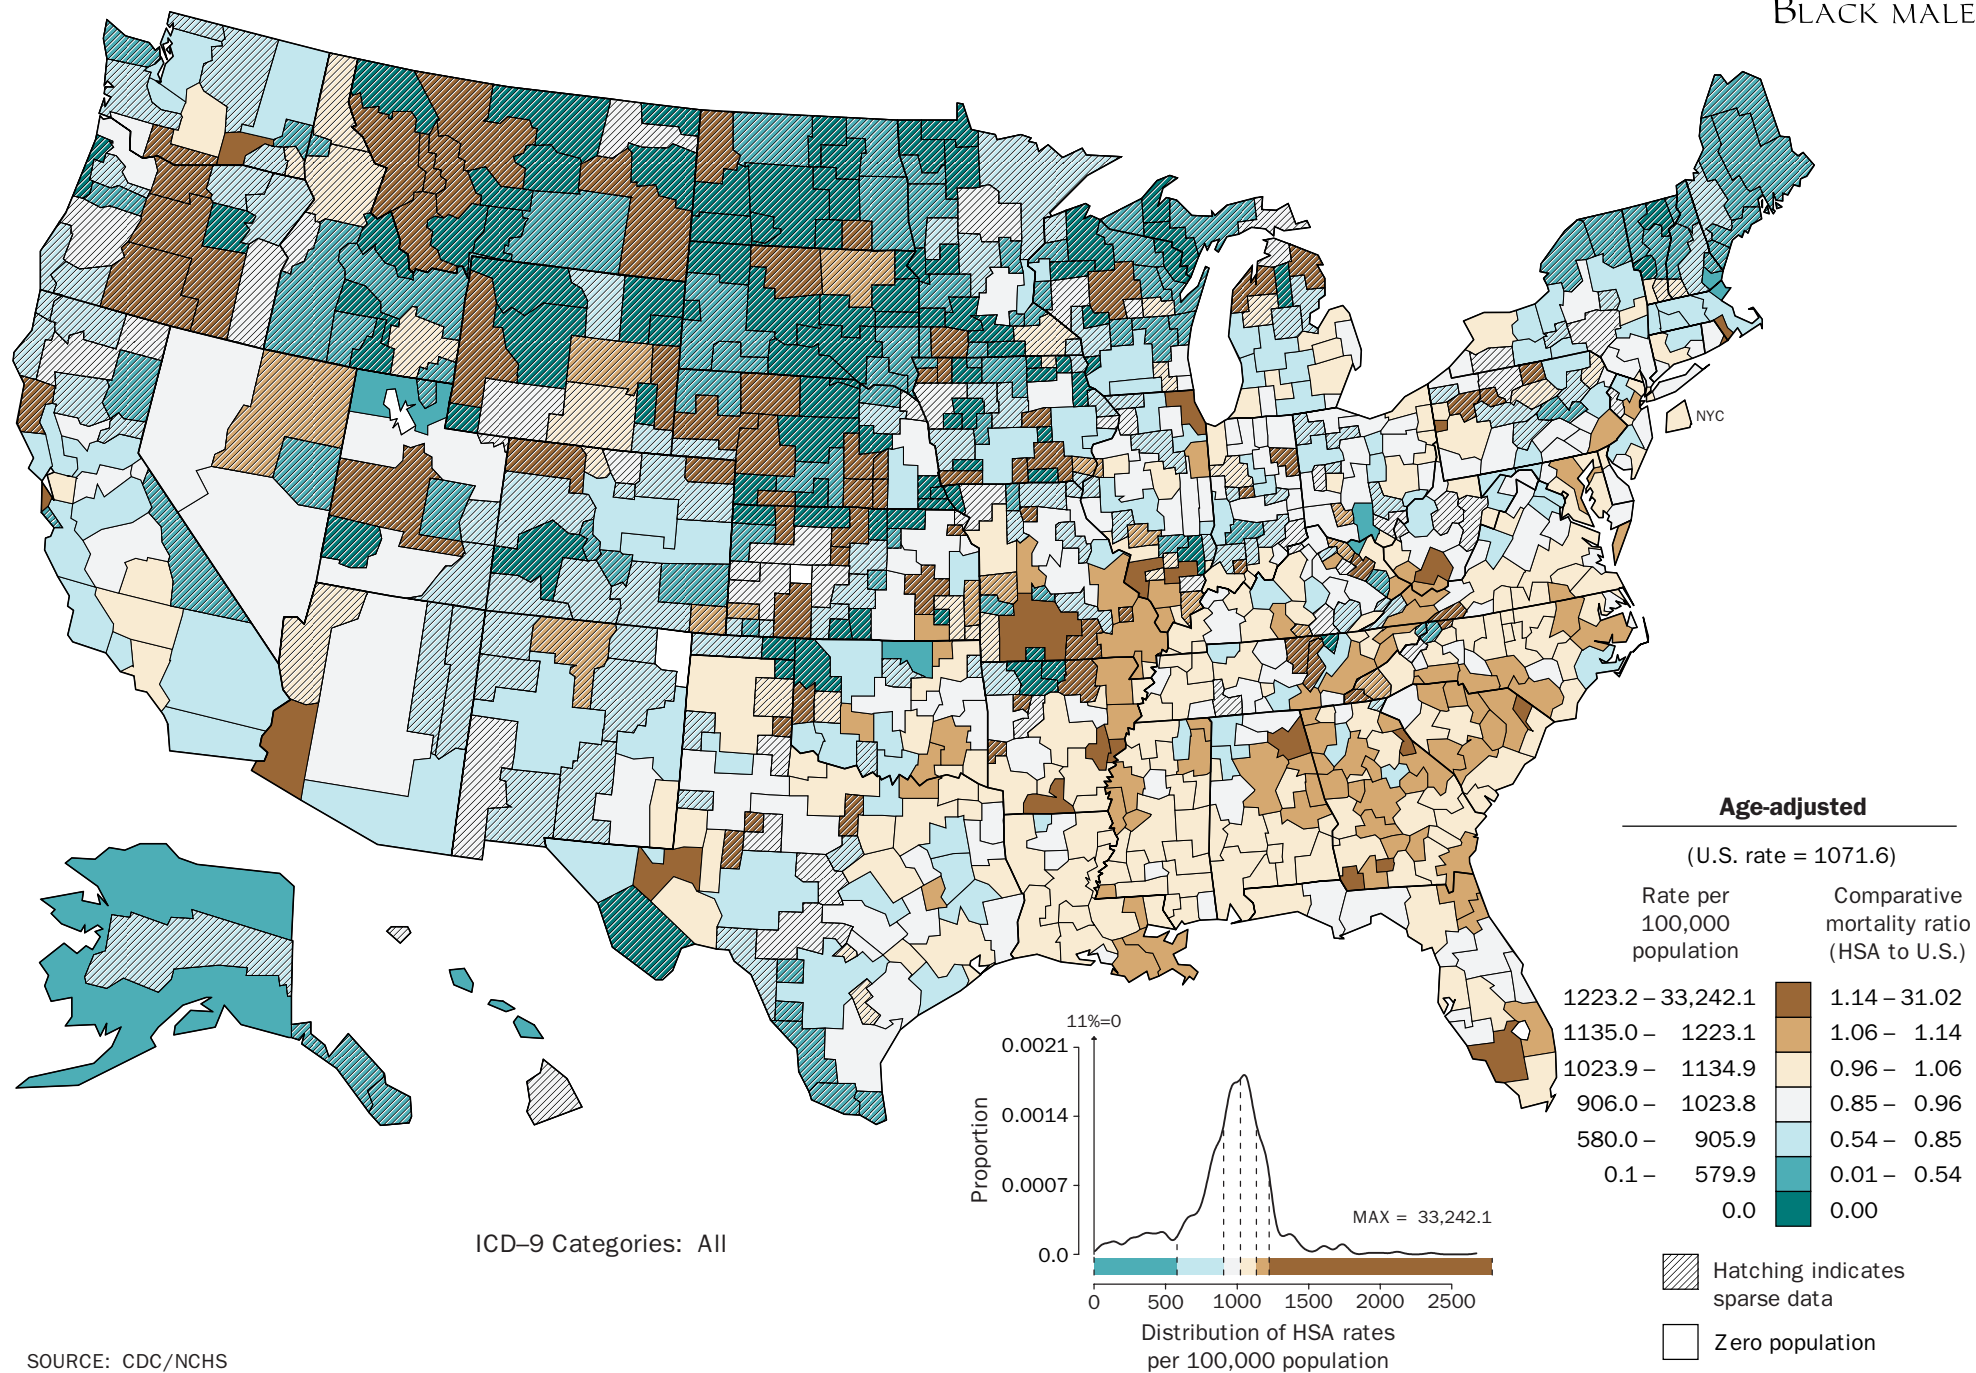 BLACK MALE
NYC
Age-adjusted
(U.S. rate = 1071.6)
Rate per
100,000
population
Comparative
mortality ratio
(HSA to U.S.)
1223.2 – 33,242.1 1.14 – 31.02
1135.0 – 1223.1 1.06 – 1.14
1023.9 – 1134.9 0.96 – 1.06
906.0 – 1023.8 0.85 – 0.96
580.0 – 905.9 0.54 – 0.85
0.1 – 579.9 0.01 – 0.54
0.0 0.00
Hatching indicates
sparse data
Zero population
11%=0
0.0021
0.0014
0.0007
0.0
Proportion
MAX = 33,242.1
0 500 1000 1500 2000 2500
Distribution of HSA rates
per 100,000 population
ICD–9 Categories: All
SOURCE: CDC/NCHS